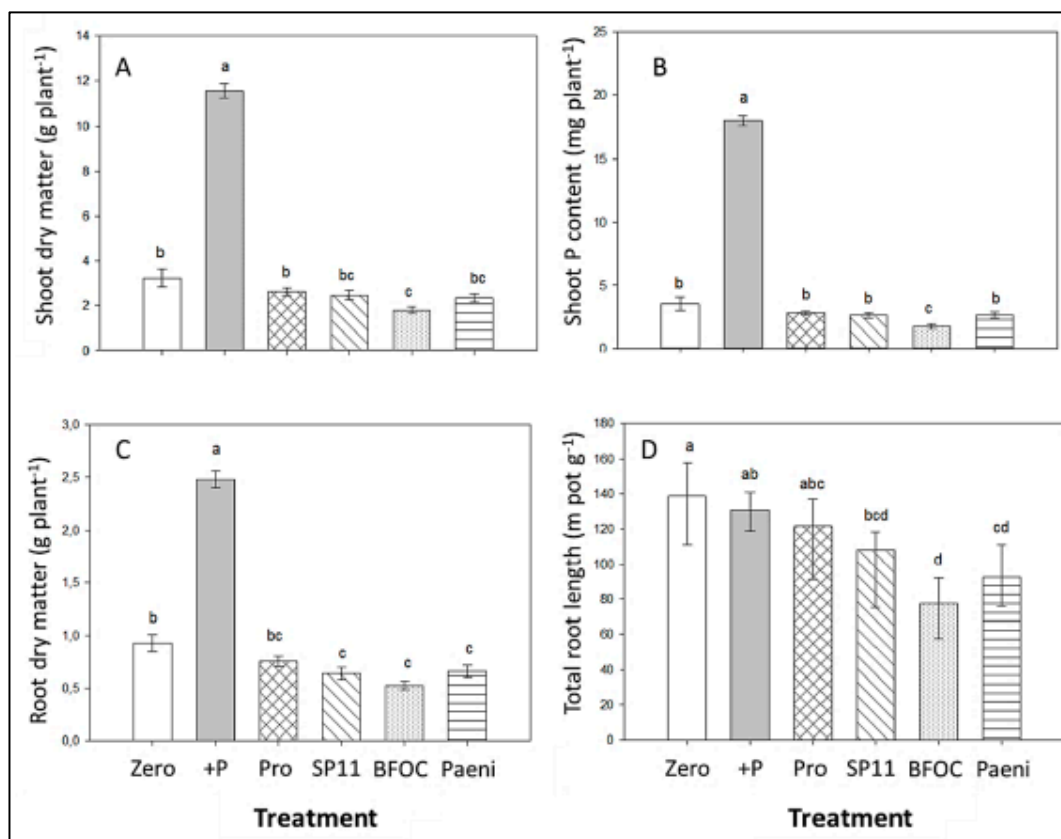 A
Shoot dry matter (g plant⁻¹)
14
12
10
8
6
4
2
0
b
a
b
bc
c
bc
B
Shoot P content (mg plant⁻¹)
25
20
15
10
5
0
b
a
b
b
c
b
C
Root dry matter (g plant⁻¹)
3,0
2,5
2,0
1,5
1,0
0,5
0,0
b
a
bc
c
c
c
Zero +P Pro SP11 BFOC Paeni
Treatment
D
Total root length (m pot g⁻¹)
180
160
140
120
100
80
60
40
20
0
a
ab
abc
bcd
d
cd
Zero +P Pro SP11 BFOC Paeni
Treatment